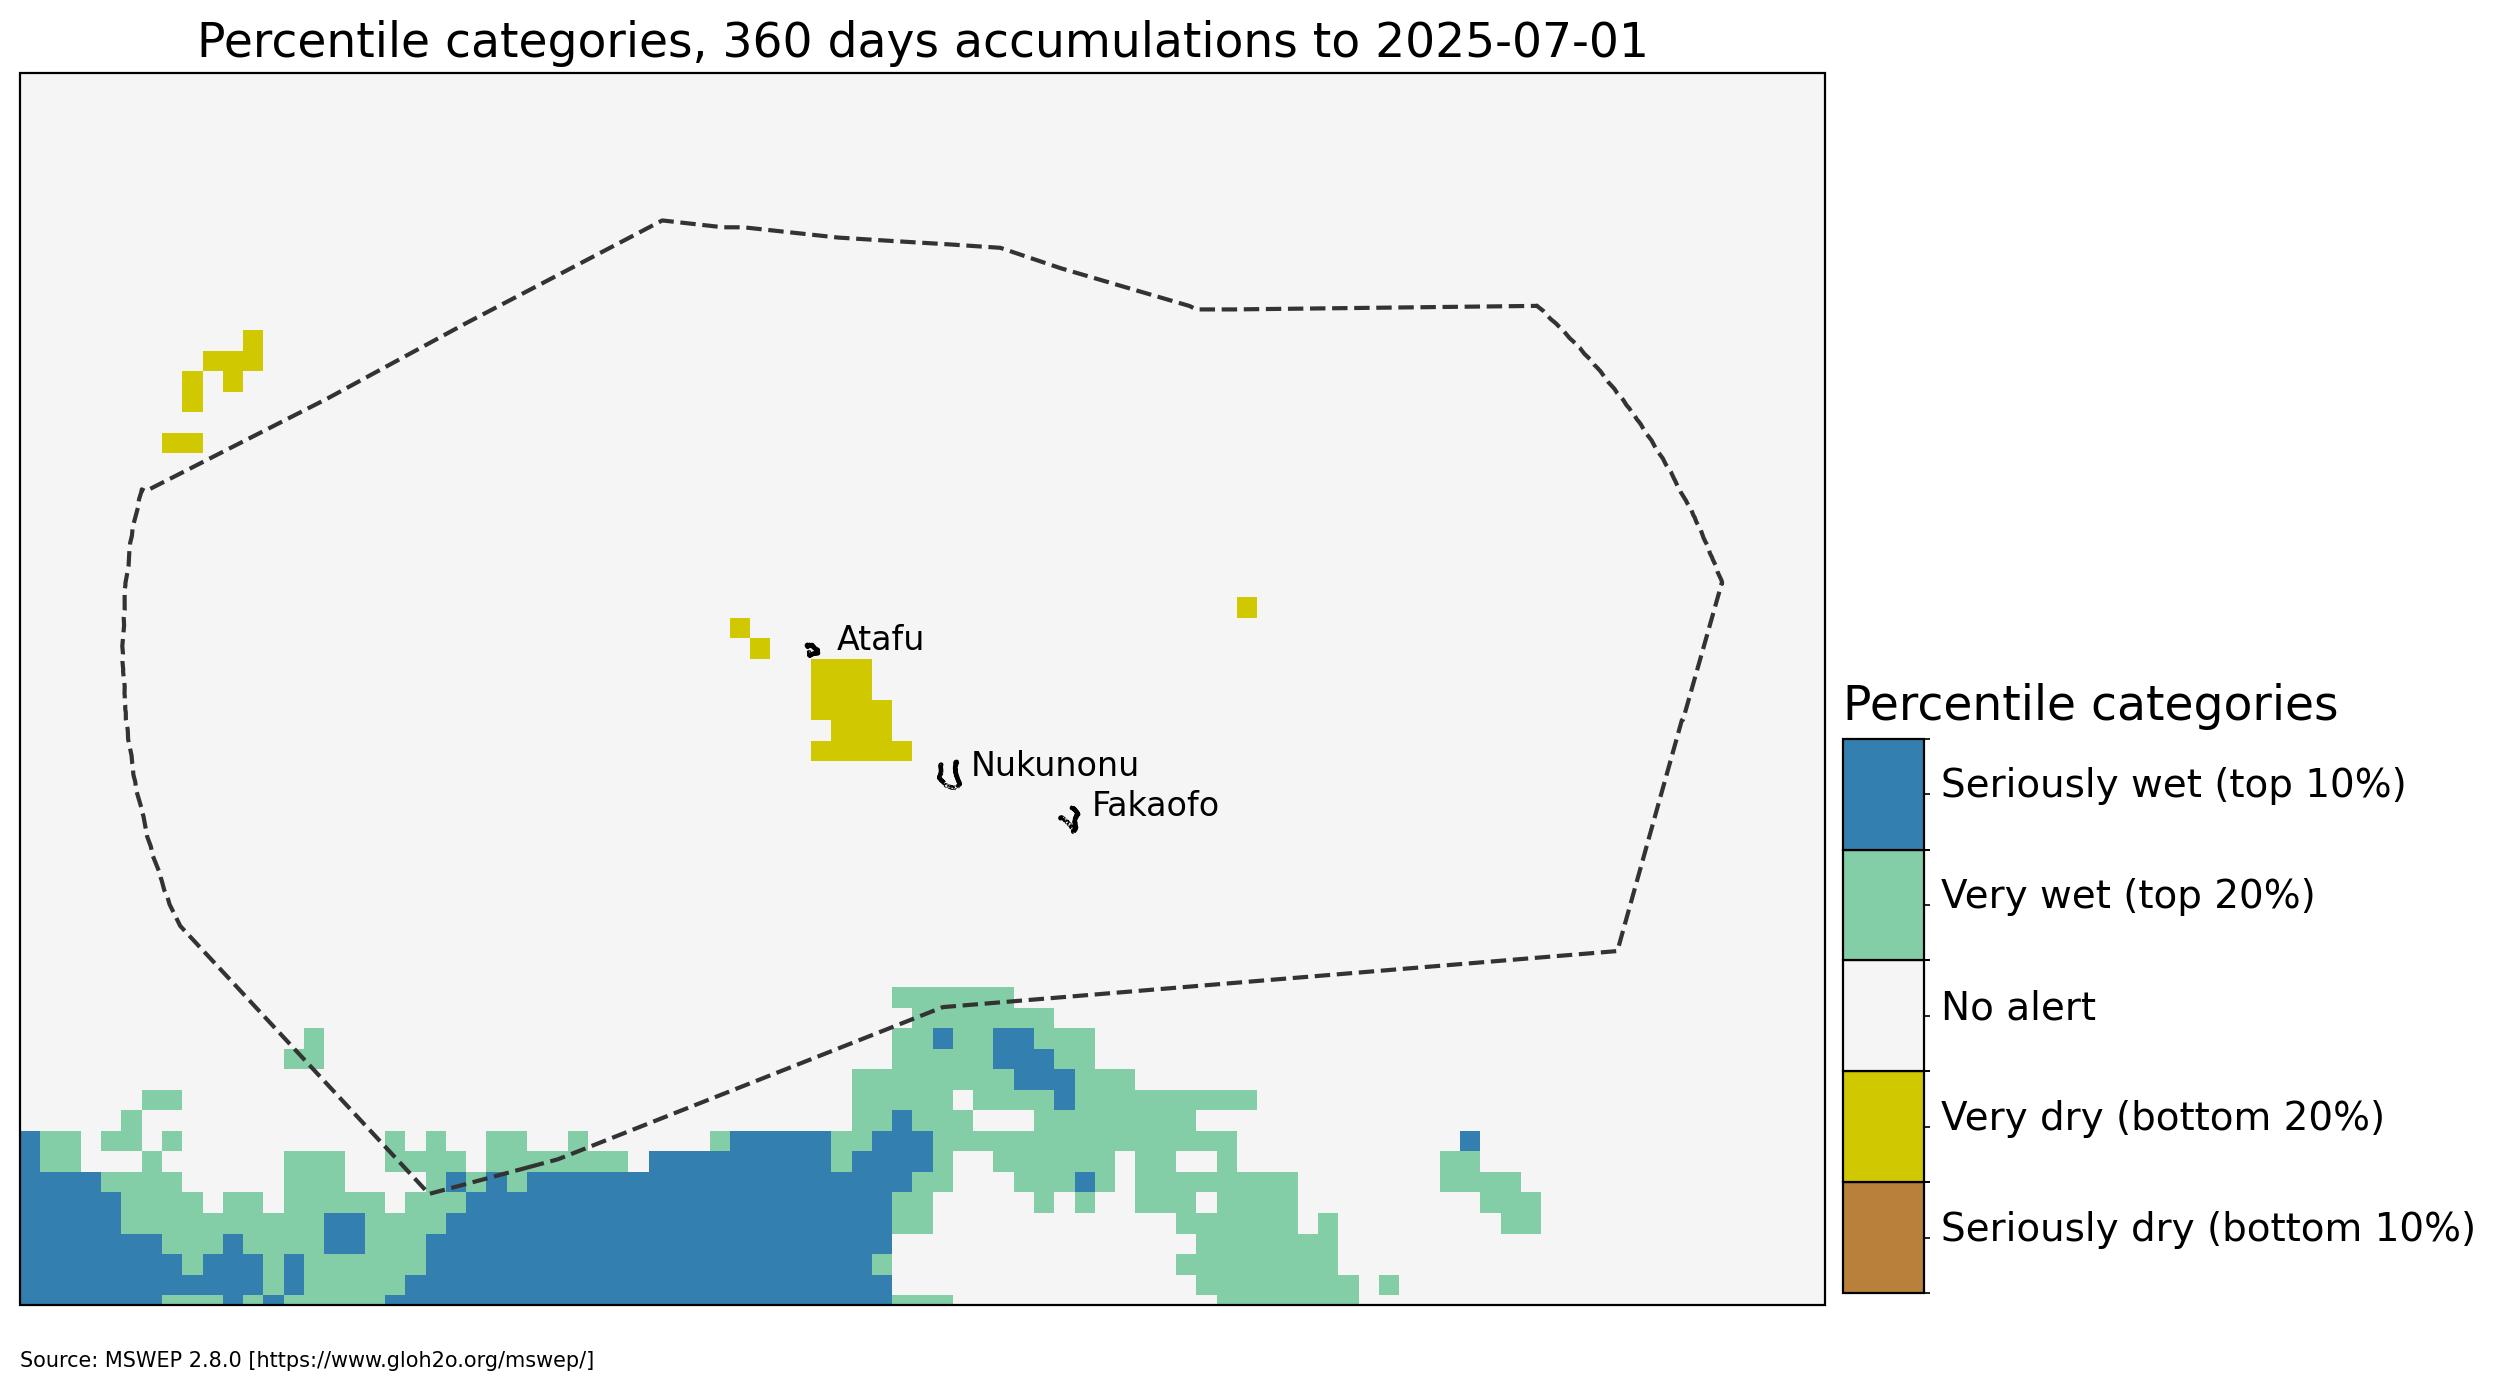 Percentile categories, 360 days accumulations to 2025-07-01
Atafu
Nukunonu
Fakaofo
Percentile categories
Seriously wet (top 10%)
Very wet (top 20%)
No alert
Very dry (bottom 20%)
Seriously dry (bottom 10%)
Source: MSWEP 2.8.0 [https://www.gloh2o.org/mswep/]